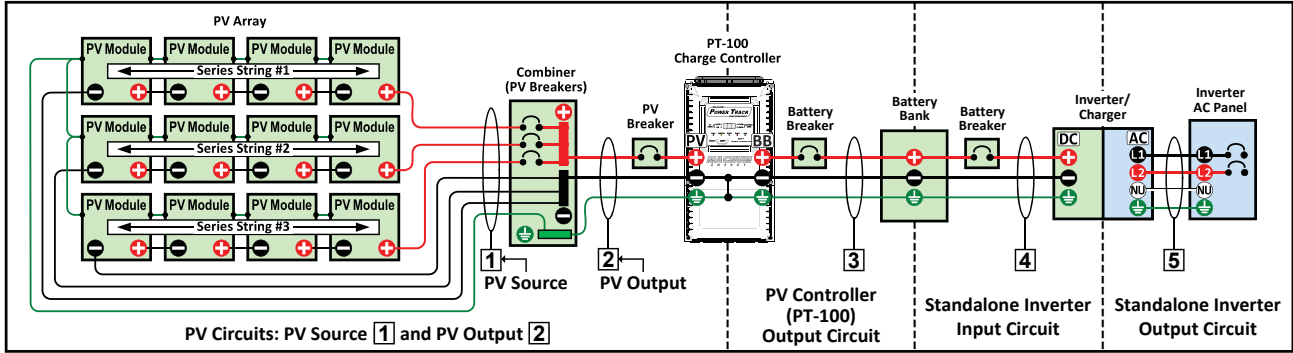 PV Array
PV Module PV Module PV Module PV Module
Series String #1
PV Module PV Module PV Module PV Module
Series String #2
PV Module PV Module PV Module PV Module
Series String #3
Combiner
(PV Breakers)
PV
Breaker
PT-100
Charge Controller
POWER TRACK
MAGNUM
ENERGY
PV
BB
Battery
Breaker
Battery
Bank
Battery
Breaker
Inverter/
Charger
DC
AC
L1
L2
NU
Inverter
AC Panel
L1
L2
NU
1
PV Source
2
PV Output
3
4
5
PV Circuits: PV Source 1 and PV Output 2
PV Controller
(PT-100)
Output Circuit
Standalone Inverter
Input Circuit
Standalone Inverter
Output Circuit